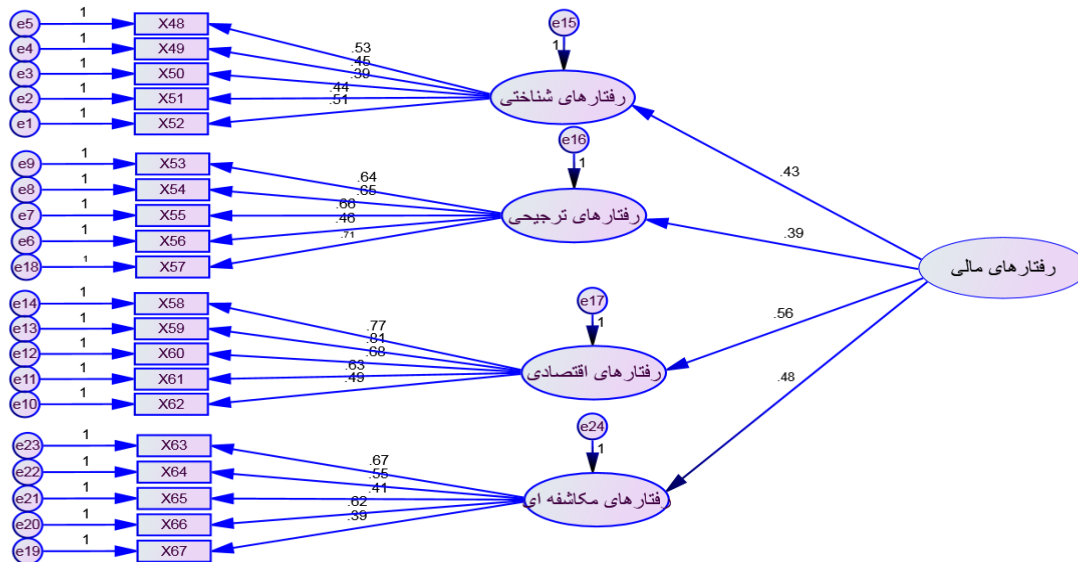 e5 1 X48
e4 1 X49
e3 1 X50
e2 1 X51
e1 1 X52
.53
.45
.39
.44
.51
e15
1
رفتارهای شناختی
.43
e9 1 X53
e8 1 X54
e7 1 X55
e6 1 X56
e18 1 X57
.64
.65
.66
.46
.71
e16
1
رفتارهای ترجیحی
.39
رفتارهای مالی
e14 1 X58
e13 1 X59
e12 1 X60
e11 1 X61
e10 1 X62
.77
.81
.68
.63
.49
e17
1
رفتارهای اقتصادی
.56
e23 1 X63
e22 1 X64
e21 1 X65
e20 1 X66
e19 1 X67
.67
.55
.41
.62
.39
e24
1
رفتارهای مکاشفه ای
.48